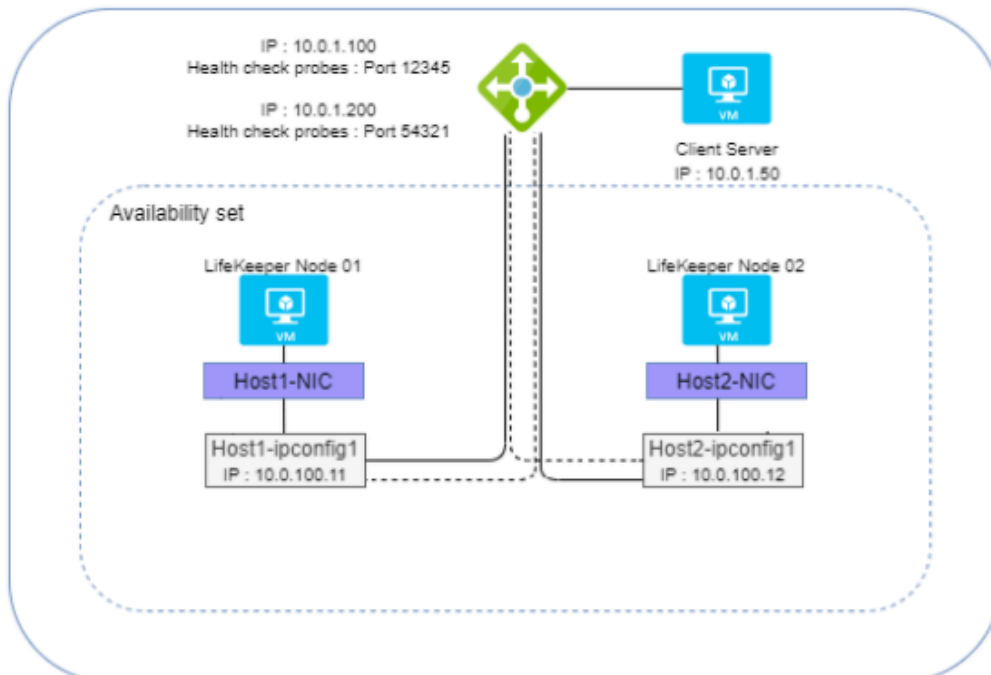 IP : 10.0.1.100
Health check probes : Port 12345
IP : 10.0.1.200
Health check probes : Port 54321
VM
Client Server
IP : 10.0.1.50
Availability set
LifeKeeper Node 01
VM
Host1-NIC
Host1-ipconfig1
IP : 10.0.100.11
LifeKeeper Node 02
VM
Host2-NIC
Host2-ipconfig1
IP : 10.0.100.12